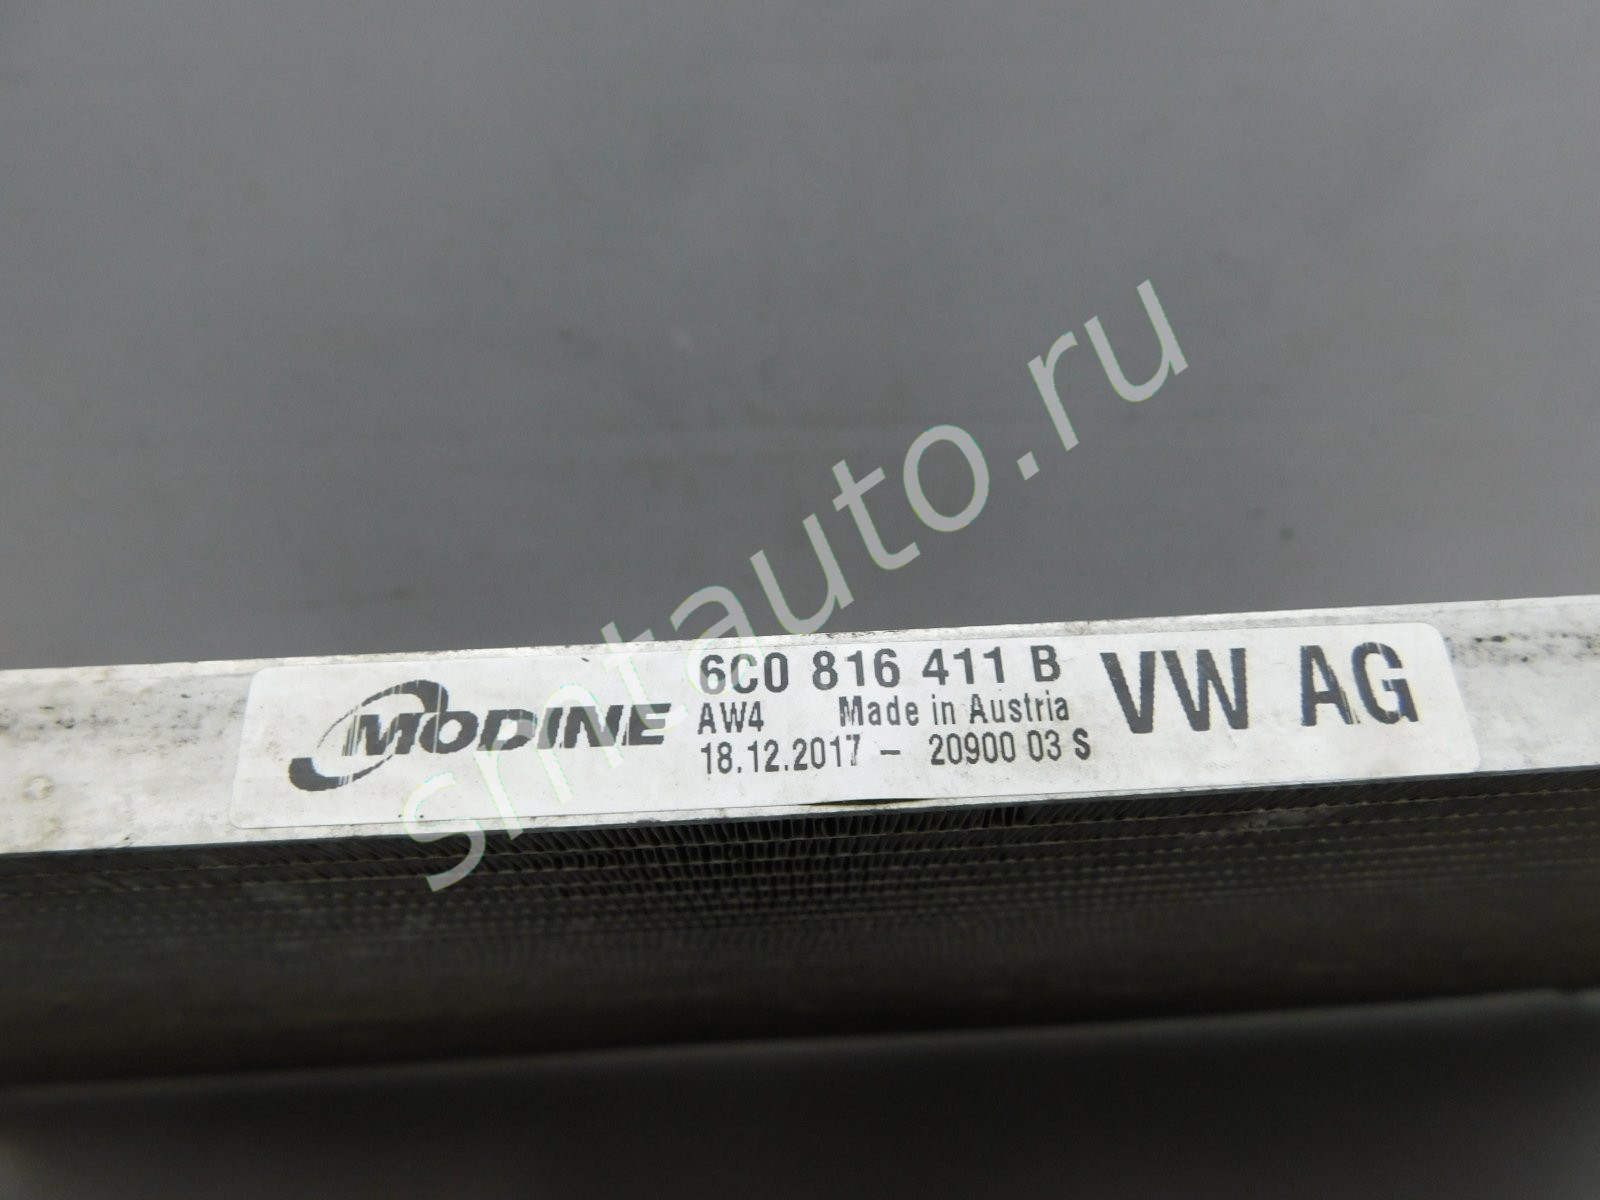 MODINE
6C0 816 411 B
AW4 Made in Austria
18.12.2017 - 20900 03 S
VW AG
smtauto.ru